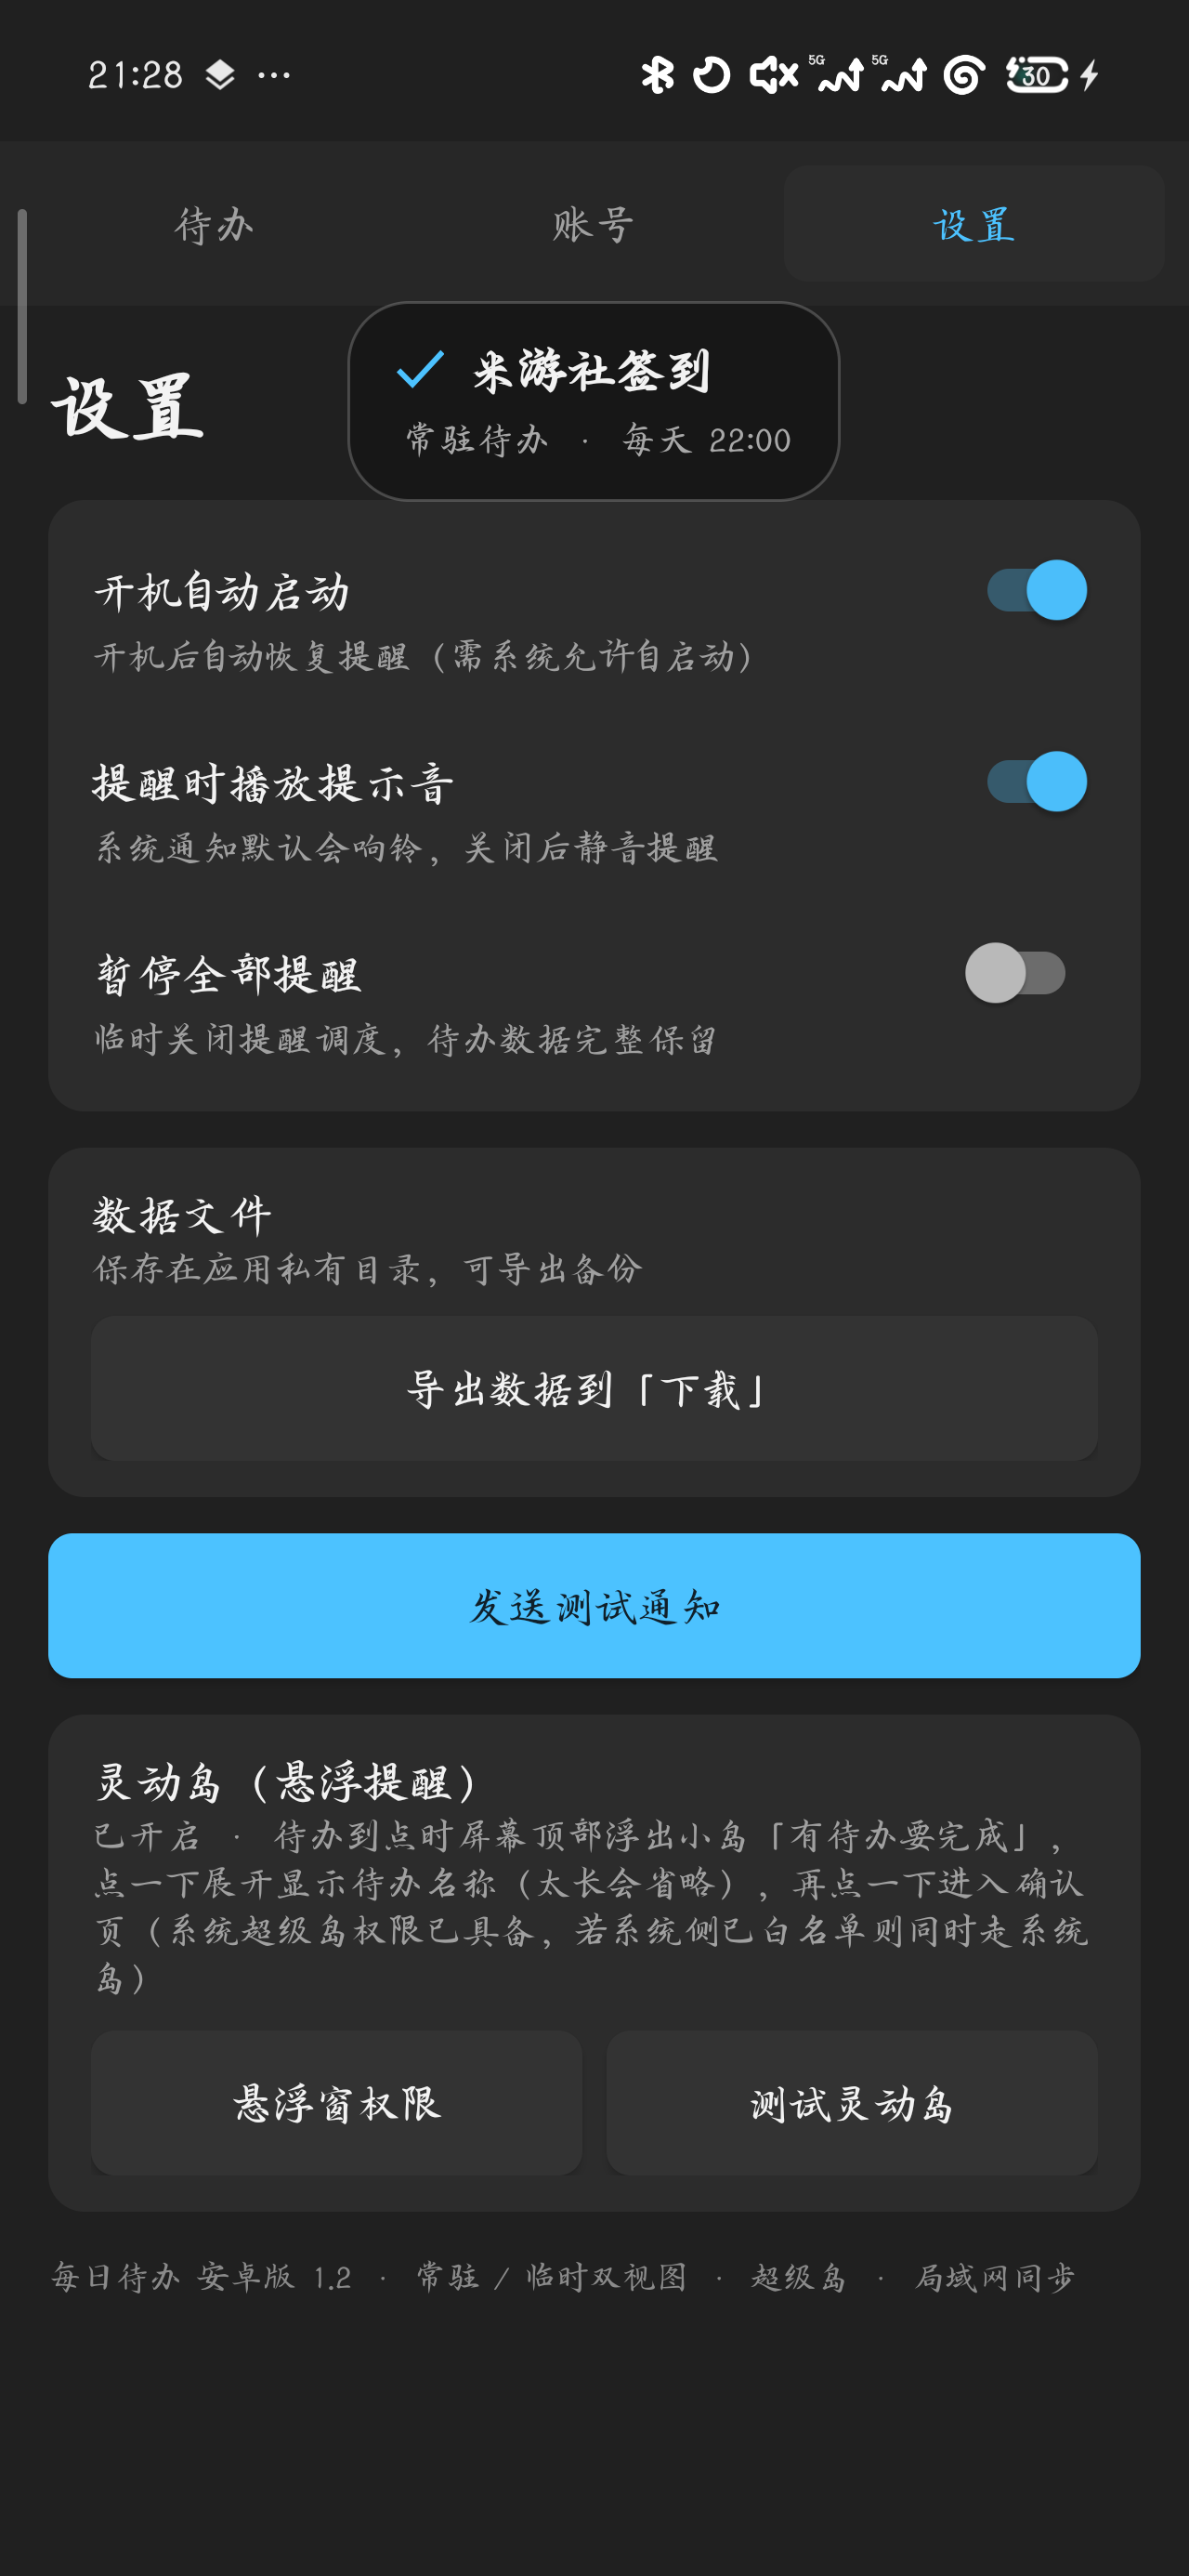 21:28 ···
5G 5G 30
待办 账号 设置
设置
米游社签到
常驻待办 · 每天 22:00
开机自动启动
开机后自动恢复提醒（需系统允许自启动）
提醒时播放提示音
系统通知默认会响铃，关闭后静音提醒
暂停全部提醒
临时关闭提醒调度，待办数据完整保留
数据文件
保存在应用私有目录，可导出备份
导出数据到「下载」
发送测试通知
灵动岛（悬浮提醒）
已开启 · 待办到点时屏幕顶部浮出小岛「有待办要完成」，
点一下展开显示待办名称（太长会省略），再点一下进入确认
页（系统超级岛权限已具备，若系统侧已白名单则同时走系统
岛）
悬浮窗权限 测试灵动岛
每日待办 安卓版 1.2 · 常驻 / 临时双视图 · 超级岛 · 局域网同步